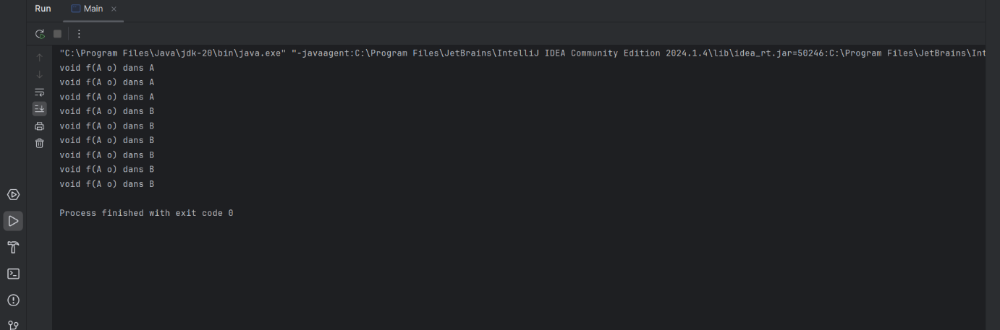 Run Main
"C:\Program Files\Java\jdk-20\bin\java.exe" "-javaagent:C:\Program Files\JetBrains\IntelliJ IDEA Community Edition 2024.1.4\lib\idea_rt.jar=50246:C:\Program Files\JetBrains\Int
void f(A o) dans A
void f(A o) dans A
void f(A o) dans A
void f(A o) dans B
void f(A o) dans B
void f(A o) dans B
void f(A o) dans B
void f(A o) dans B
void f(A o) dans B
Process finished with exit code 0